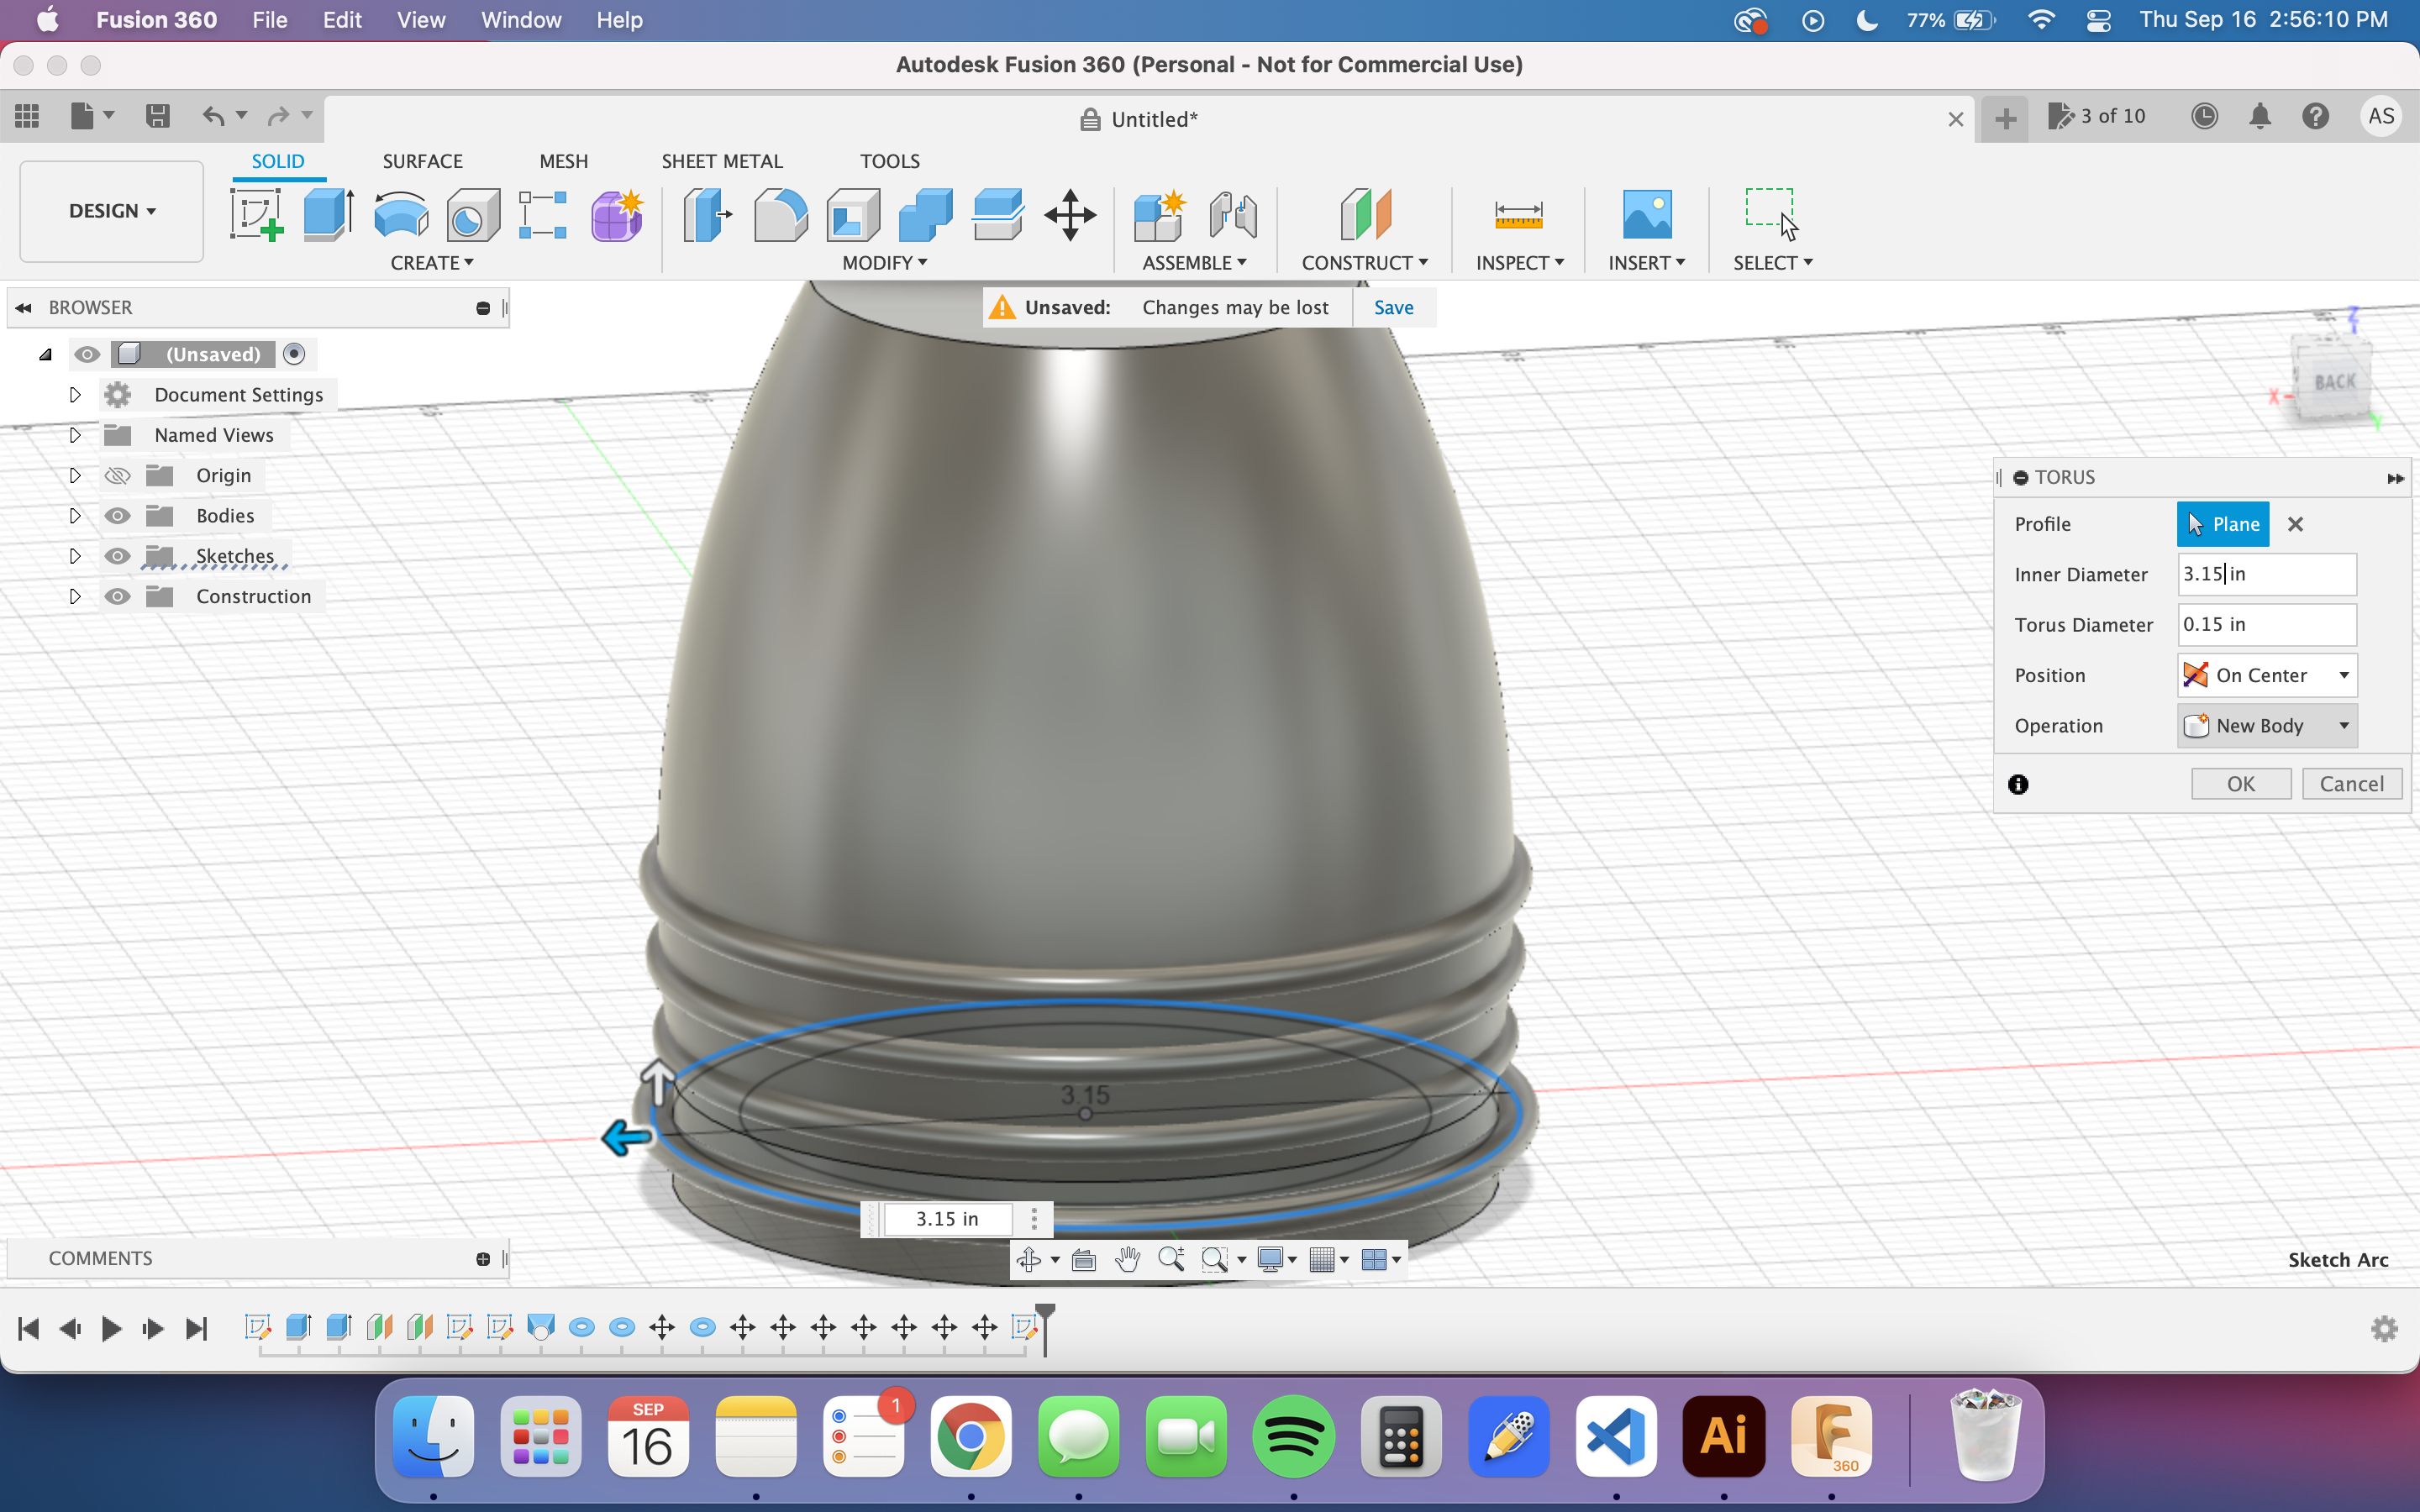 Fusion 360 File Edit View Window Help 77% Thu Sep 16 2:56:10 PM
Autodesk Fusion 360 (Personal - Not for Commercial Use)
Untitled* 3 of 10 AS
SOLID SURFACE MESH SHEET METAL TOOLS
DESIGN
CREATE MODIFY ASSEMBLE CONSTRUCT INSPECT INSERT SELECT
BROWSER
Unsaved: Changes may be lost Save
(Unsaved)
Document Settings
Named Views
Origin
Bodies
Sketches
Construction
Z
BACK
X
Y
TORUS
Profile Plane
Inner Diameter 3.15 in
Torus Diameter 0.15 in
Position On Center
Operation New Body
OK Cancel
3.15
3.15 in
COMMENTS
Sketch Arc
SEP
16
1
Ai
360